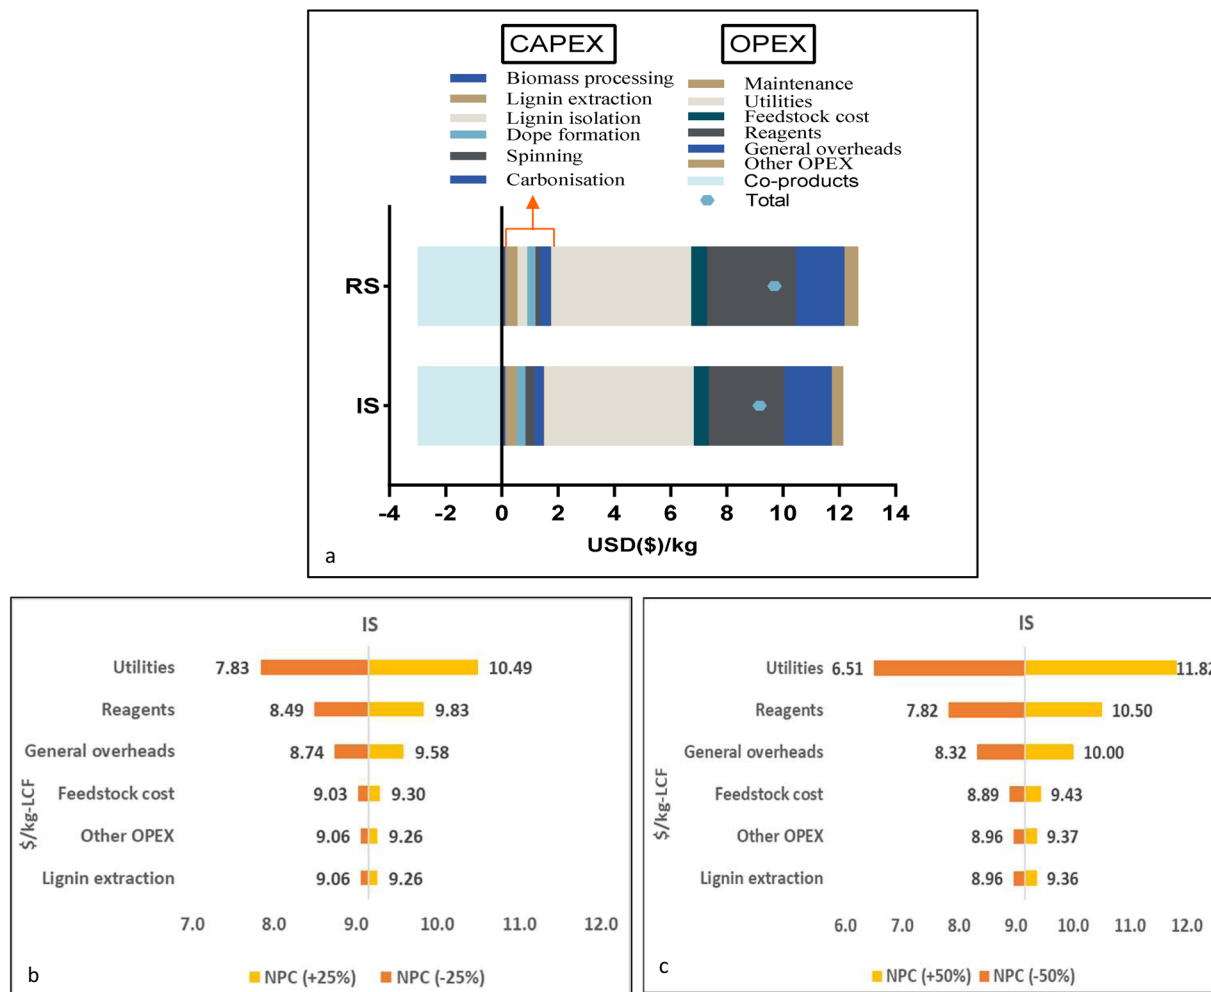 CAPEX
OPEX
Biomass processing
Lignin extraction
Lignin isolation
Dope formation
Spinning
Carbonisation
Maintenance
Utilities
Feedstock cost
Reagents
General overheads
Other OPEX
Co-products
Total
RS
IS
-4 -2 0 2 4 6 8 10 12 14
USD($)/kg
a
IS
Utilities 7.83 10.49
Reagents 8.49 9.83
General overheads 8.74 9.58
Feedstock cost 9.03 9.30
Other OPEX 9.06 9.26
Lignin extraction 9.06 9.26
$/kg-LCF
7.0 8.0 9.0 10.0 11.0 12.0
NPC (+25%) NPC (-25%)
b
IS
Utilities 6.51 11.82
Reagents 7.82 10.50
General overheads 8.32 10.00
Feedstock cost 8.89 9.43
Other OPEX 8.96 9.37
Lignin extraction 8.96 9.36
$/kg-LCF
6.0 7.0 8.0 9.0 10.0 11.0 12.0
NPC (+50%) NPC (-50%)
c